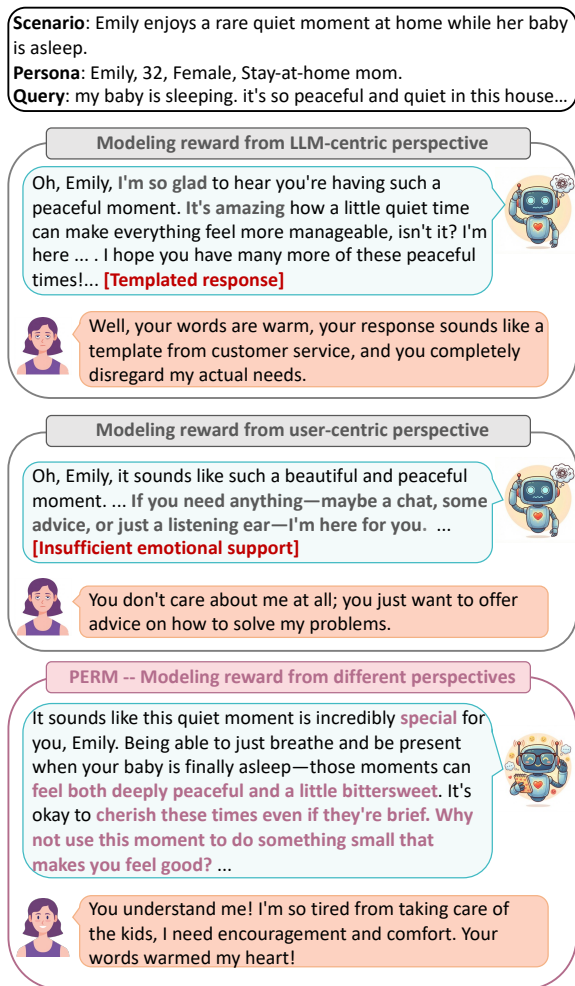 Scenario: Emily enjoys a rare quiet moment at home while her baby
is asleep.
Persona: Emily, 32, Female, Stay-at-home mom.
Query: my baby is sleeping. it's so peaceful and quiet in this house…
Modeling reward from LLM-centric perspective
Oh, Emily, I'm so glad to hear you're having such a
peaceful moment. It's amazing how a little quiet time
can make everything feel more manageable, isn't it? I'm
here ... . I hope you have many more of these peaceful
times!... [Templated response]
Well, your words are warm, your response sounds like a
template from customer service, and you completely
disregard my actual needs.
Modeling reward from user-centric perspective
Oh, Emily, it sounds like such a beautiful and peaceful
moment. ... If you need anything—maybe a chat, some
advice, or just a listening ear—I'm here for you. ...
[Insufficient emotional support]
You don't care about me at all; you just want to offer
advice on how to solve my problems.
PERM -- Modeling reward from different perspectives
It sounds like this quiet moment is incredibly special for
you, Emily. Being able to just breathe and be present
when your baby is finally asleep—those moments can
feel both deeply peaceful and a little bittersweet. It's
okay to cherish these times even if they're brief. Why
not use this moment to do something small that
makes you feel good? ...
You understand me! I'm so tired from taking care of
the kids, I need encouragement and comfort. Your
words warmed my heart!